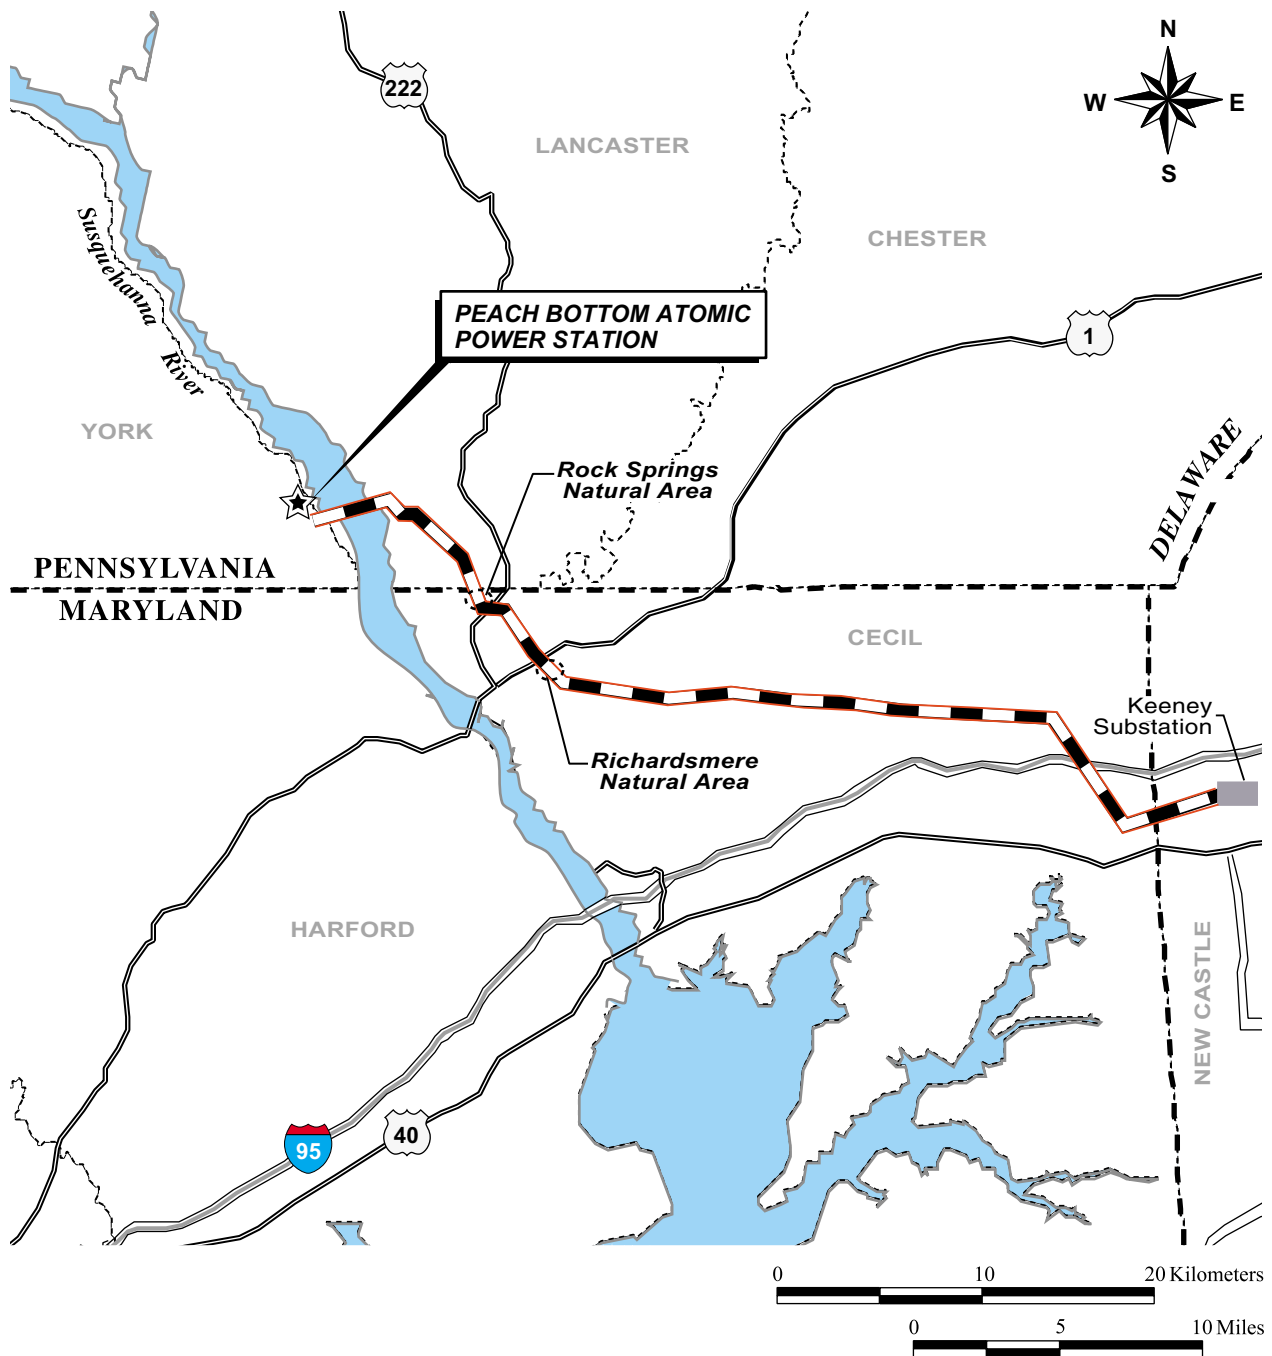 N
W E
S
222
LANCASTER
CHESTER
Susquehanna
River
PEACH BOTTOM ATOMIC
POWER STATION
1
YORK
DELAWARE
Rock Springs
Natural Area
PENNSYLVANIA
MARYLAND
CECIL
Keeney
Substation
Richardsmere
Natural Area
HARFORD
NEW CASTLE
95
40
0 10 20 Kilometers
0 5 10 Miles